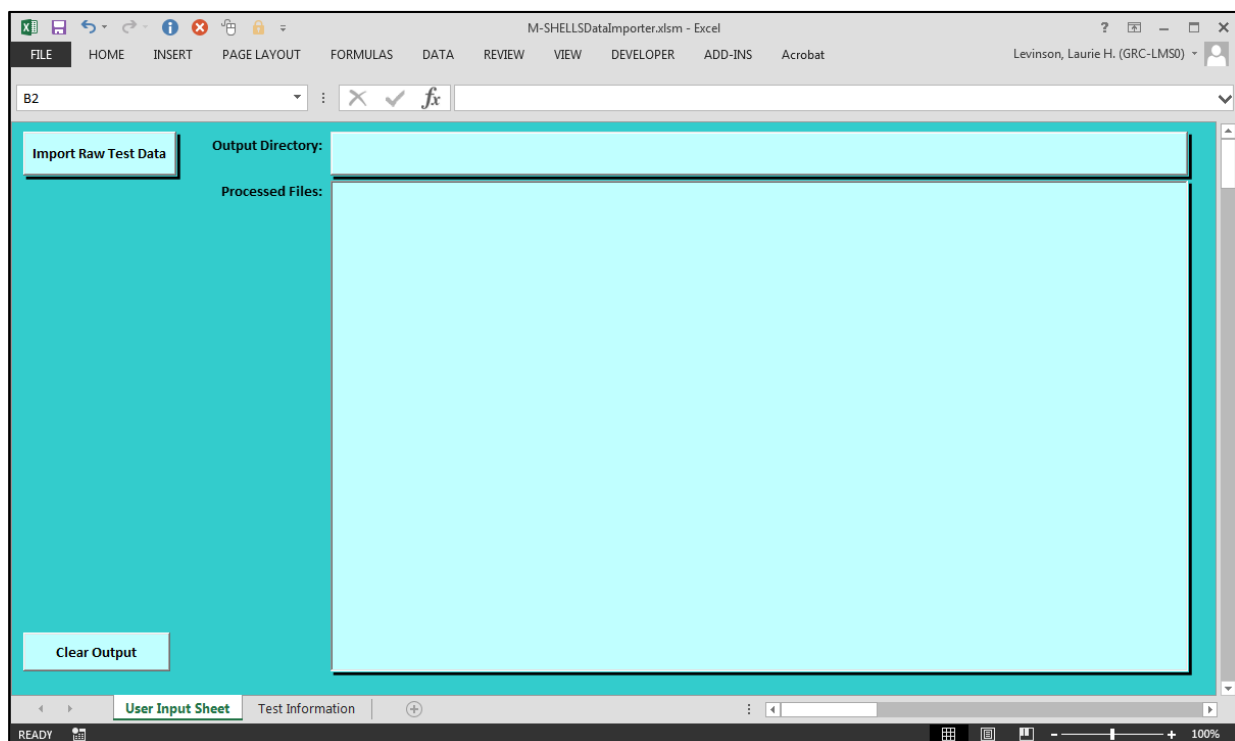 M-SHELLSDataImporter.xlsm - Excel
?
FILE HOME INSERT PAGE LAYOUT FORMULAS DATA REVIEW VIEW DEVELOPER ADD-INS Acrobat Levinson, Laurie H. (GRC-LMS0)
B2 fx
Import Raw Test Data
Output Directory:
Processed Files:
Clear Output
User Input Sheet Test Information
READY 100%